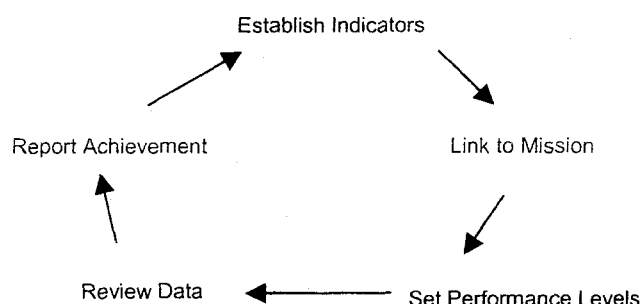 Establish Indicators
Report Achievement
Link to Mission
Review Data
Set Performance Levels